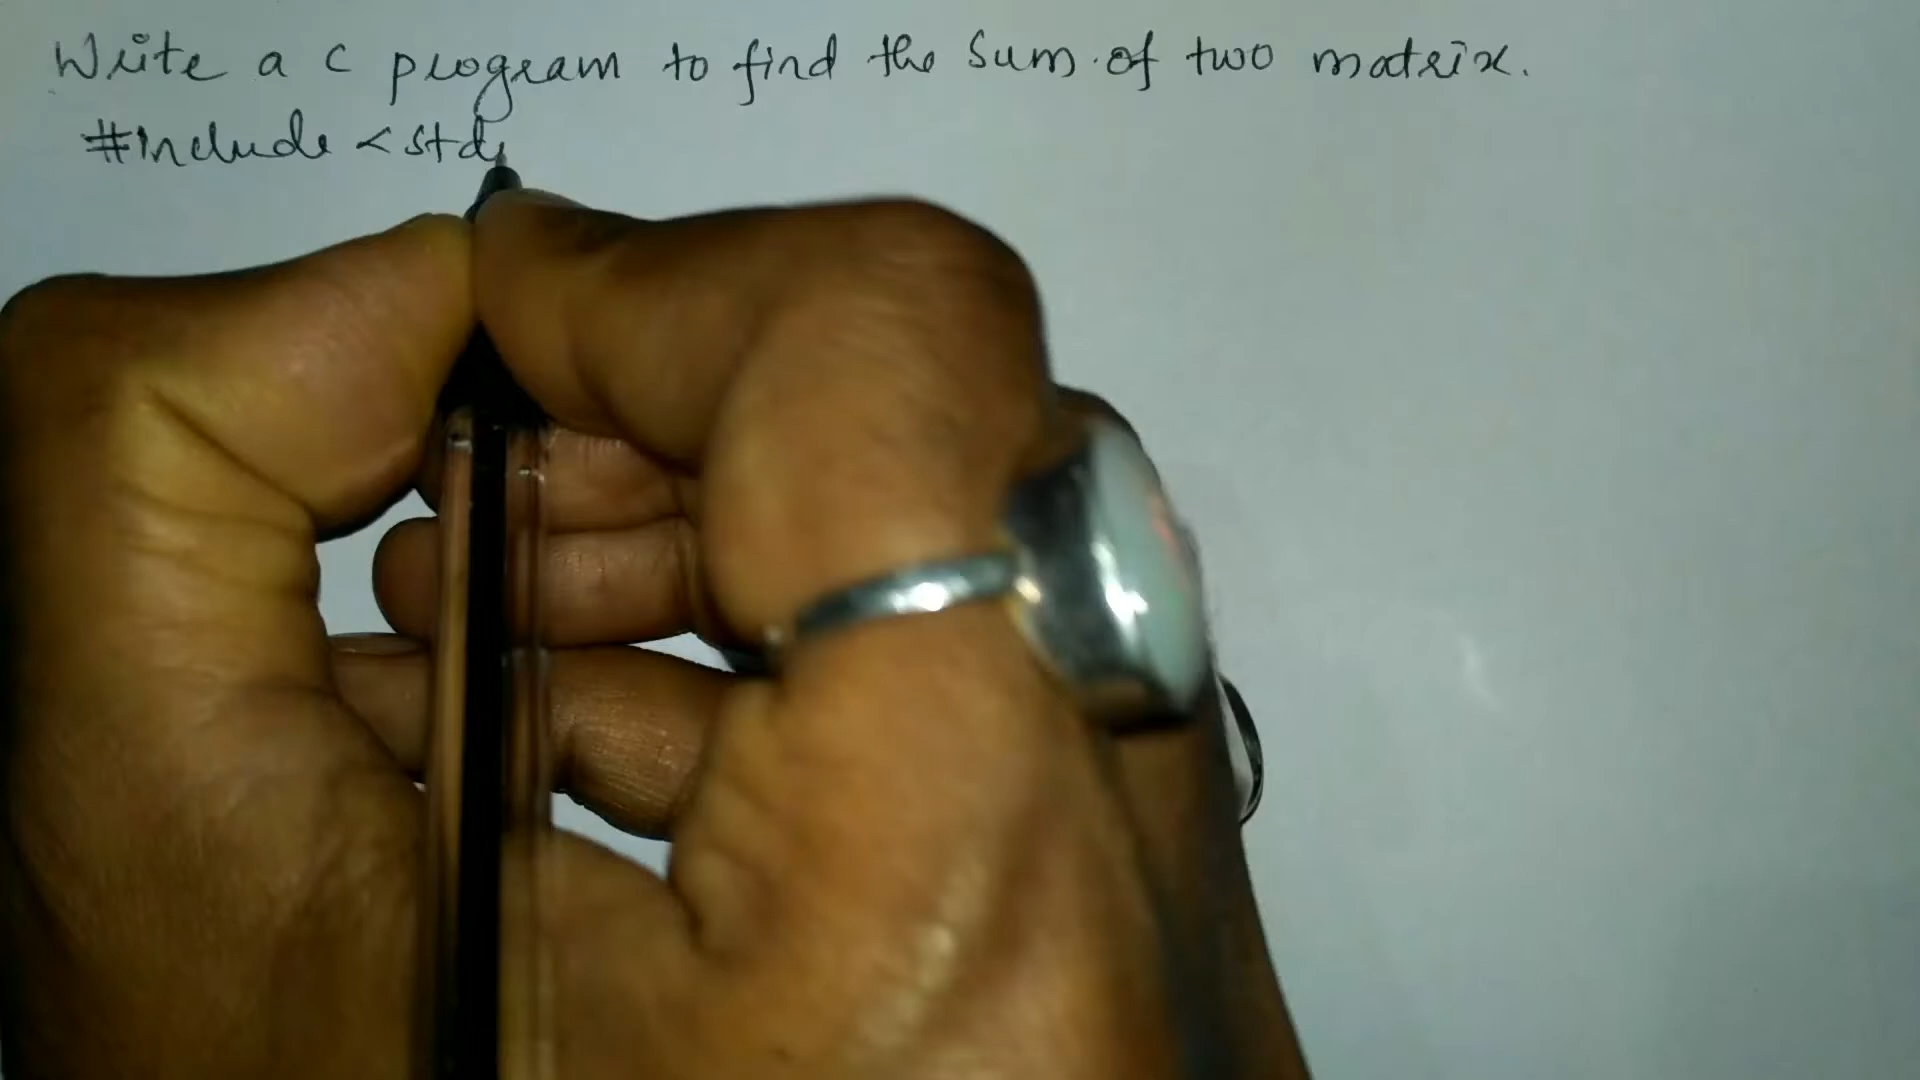 Write a c program to find the sum of two matrix.
#include <std